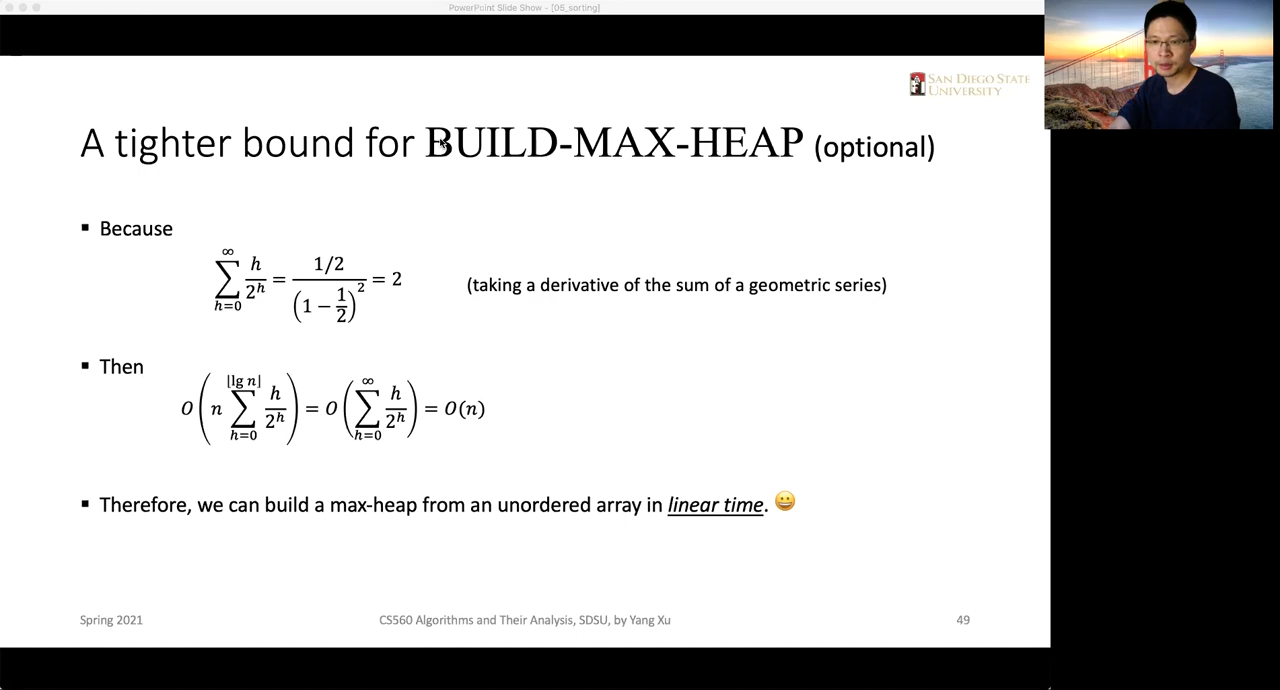 PowerPoint Slide Show - [05_sorting]
SAN DIEGO STATE
UNIVERSITY
A tighter bound for BUILD-MAX-HEAP (optional)
▪ Because
∑_{h=0}^{∞} h/2^h = (1/2)/(1 − 1/2)^2 = 2 (taking a derivative of the sum of a geometric series)
▪ Then
O(n ∑_{h=0}^{⌊lg n⌋} h/2^h) = O(∑_{h=0}^{∞} h/2^h) = O(n)
▪ Therefore, we can build a max-heap from an unordered array in linear time. 😀
Spring 2021 CS560 Algorithms and Their Analysis, SDSU, by Yang Xu 49